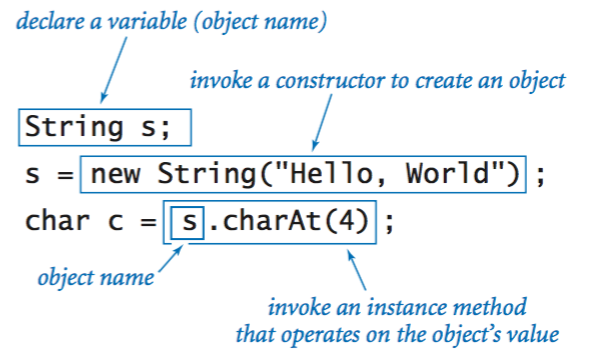 declare a variable (object name)
invoke a constructor to create an object
String s;
s = new String("Hello, World") ;
char c = s.charAt(4) ;
object name
invoke an instance method
that operates on the object's value